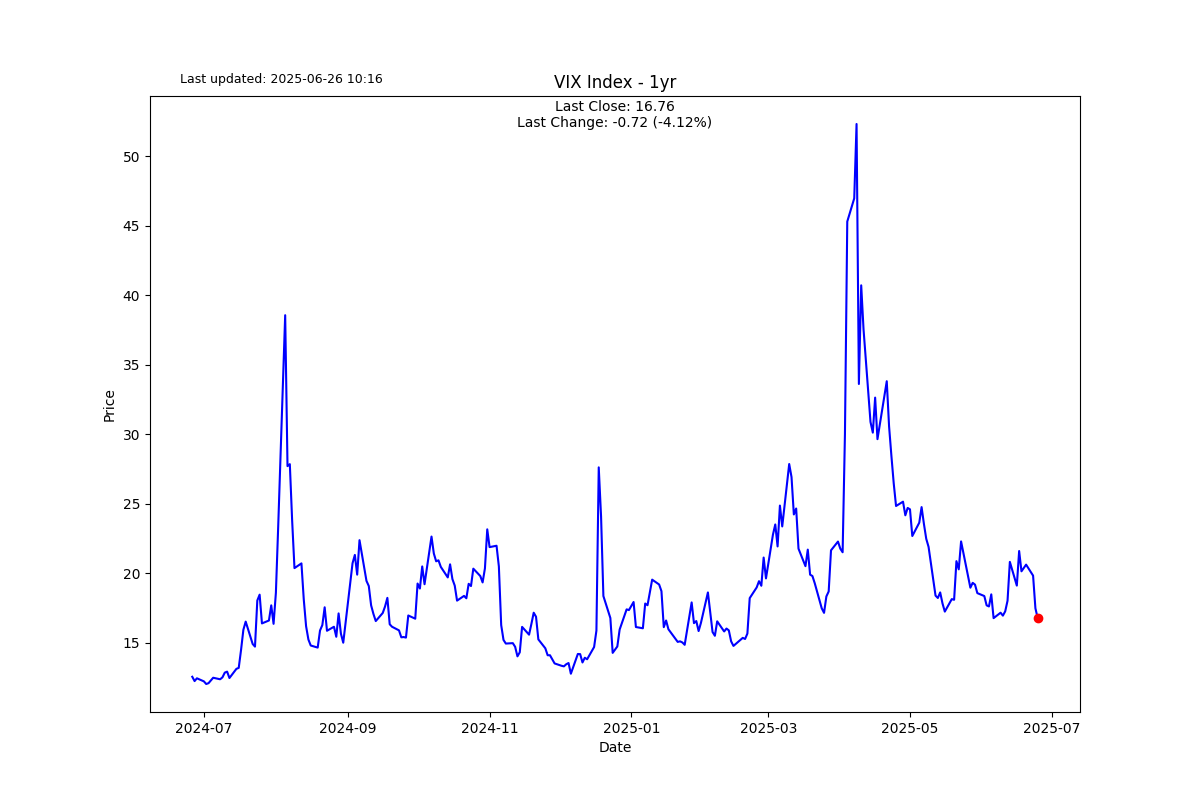 Last updated: 2025-06-26 10:16
VIX Index - 1yr
Last Close: 16.76
Last Change: -0.72 (-4.12%)
50
45
40
35
30
25
20
15
Price
2024-07
2024-09
2024-11
2025-01
2025-03
2025-05
2025-07
Date